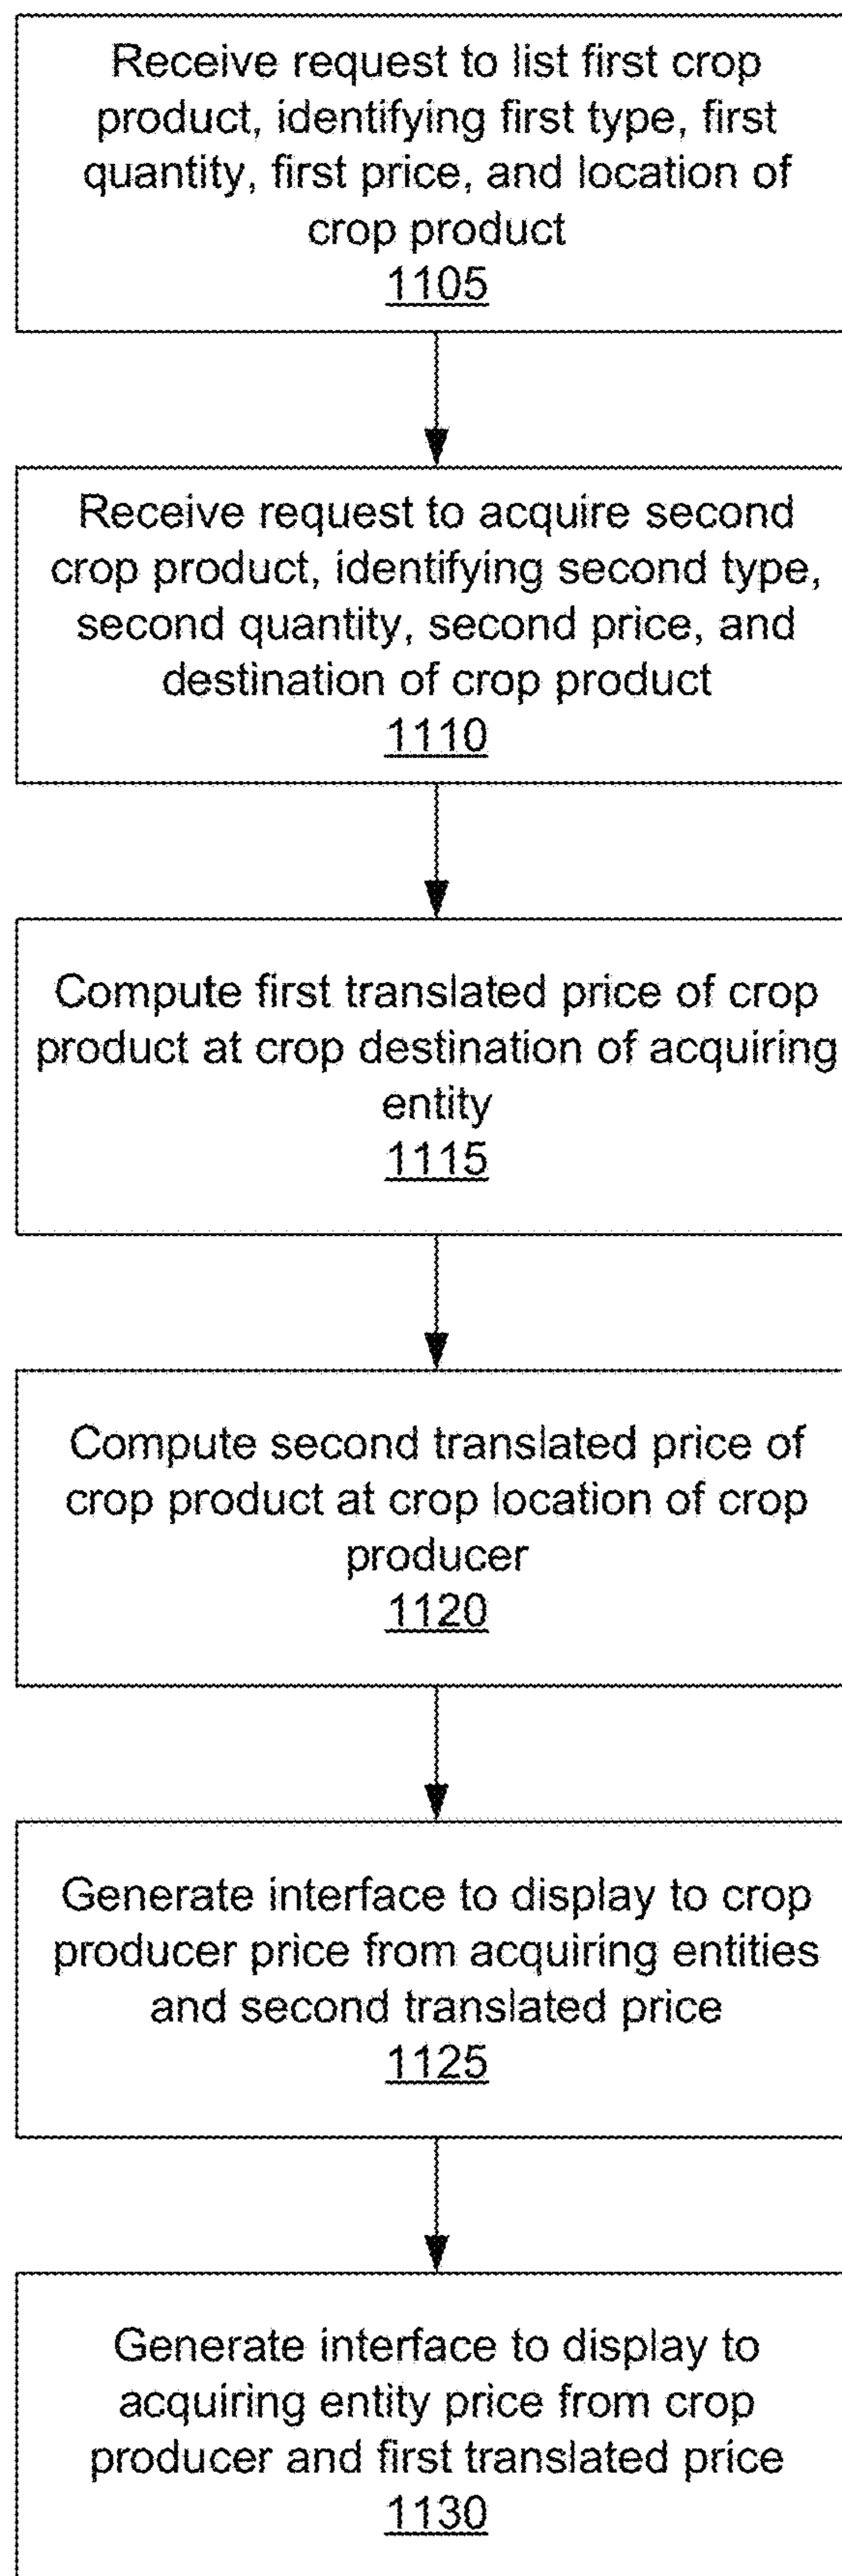 Receive request to list first crop
product, identifying first type, first
quantity, first price, and location of
crop product
1105
Receive request to acquire second
crop product, identifying second type,
second quantity, second price, and
destination of crop product
1110
Compute first translated price of crop
product at crop destination of acquiring
entity
1115
Compute second translated price of
crop product at crop location of crop
producer
1120
Generate interface to display to crop
producer price from acquiring entities
and second translated price
1125
Generate interface to display to
acquiring entity price from crop
producer and first translated price
1130